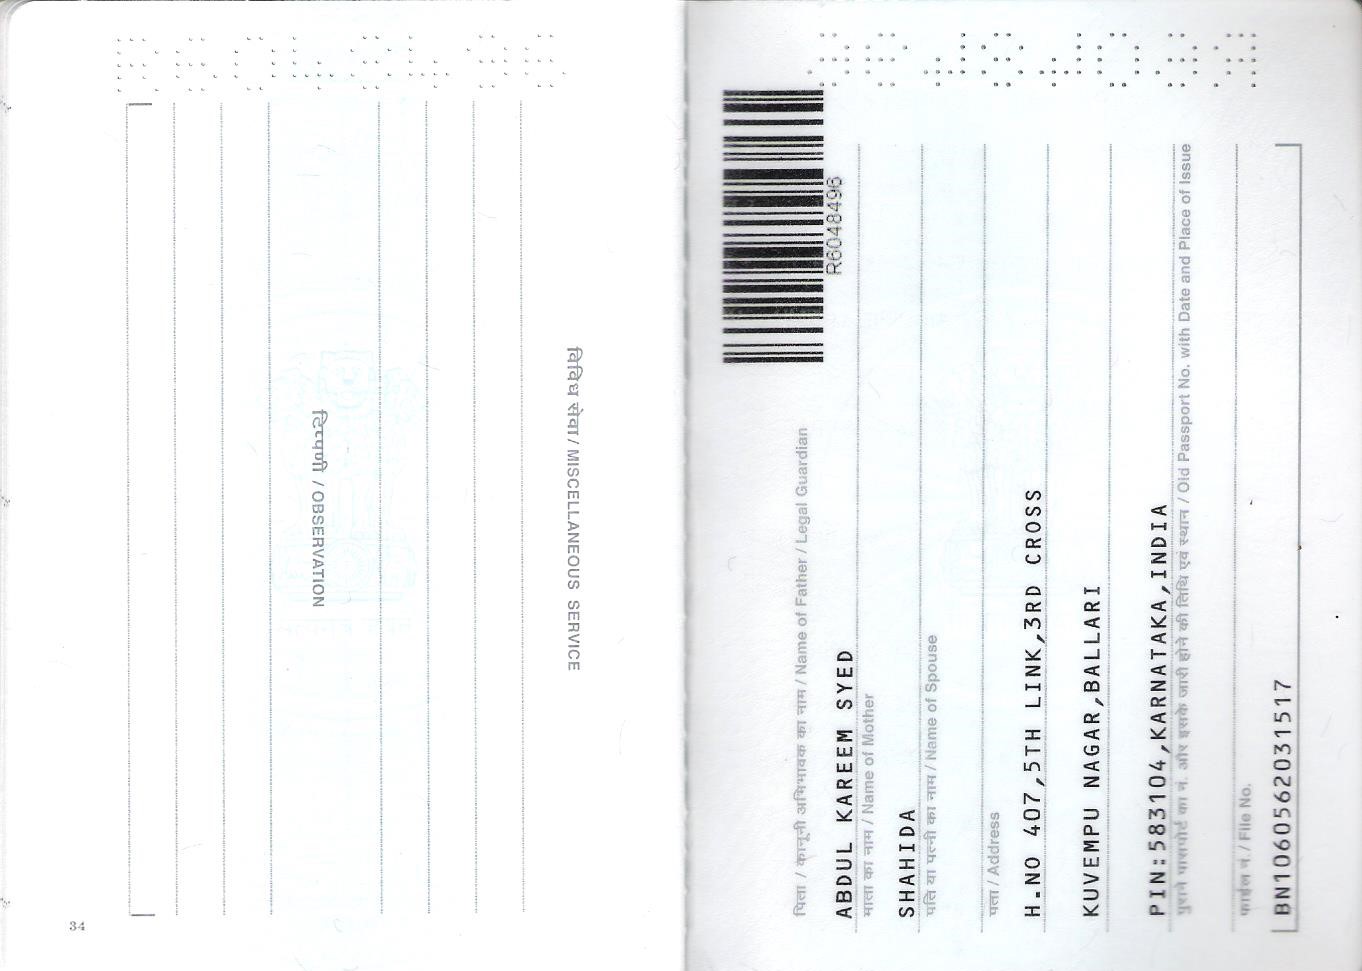 34
टिप्पणी / OBSERVATION
विविध सेवा / MISCELLANEOUS SERVICE
R6048496
पिता / कानूनी अभिभावक का नाम / Name of Father / Legal Guardian
ABDUL KAREEM SYED
माता का नाम / Name of Mother
SHAHIDA
पति या पत्नी का नाम / Name of Spouse
पता / Address
H.NO 407,5TH LINK,3RD CROSS
KUVEMPU NAGAR,BALLARI
PIN:583104,KARNATAKA,INDIA
पुराने पासपोर्ट का नं. और इसके जारी होने की तिथि एवं स्थान / Old Passport No. with Date and Place of Issue
फाईल नं. / File No.
BN1060562031517